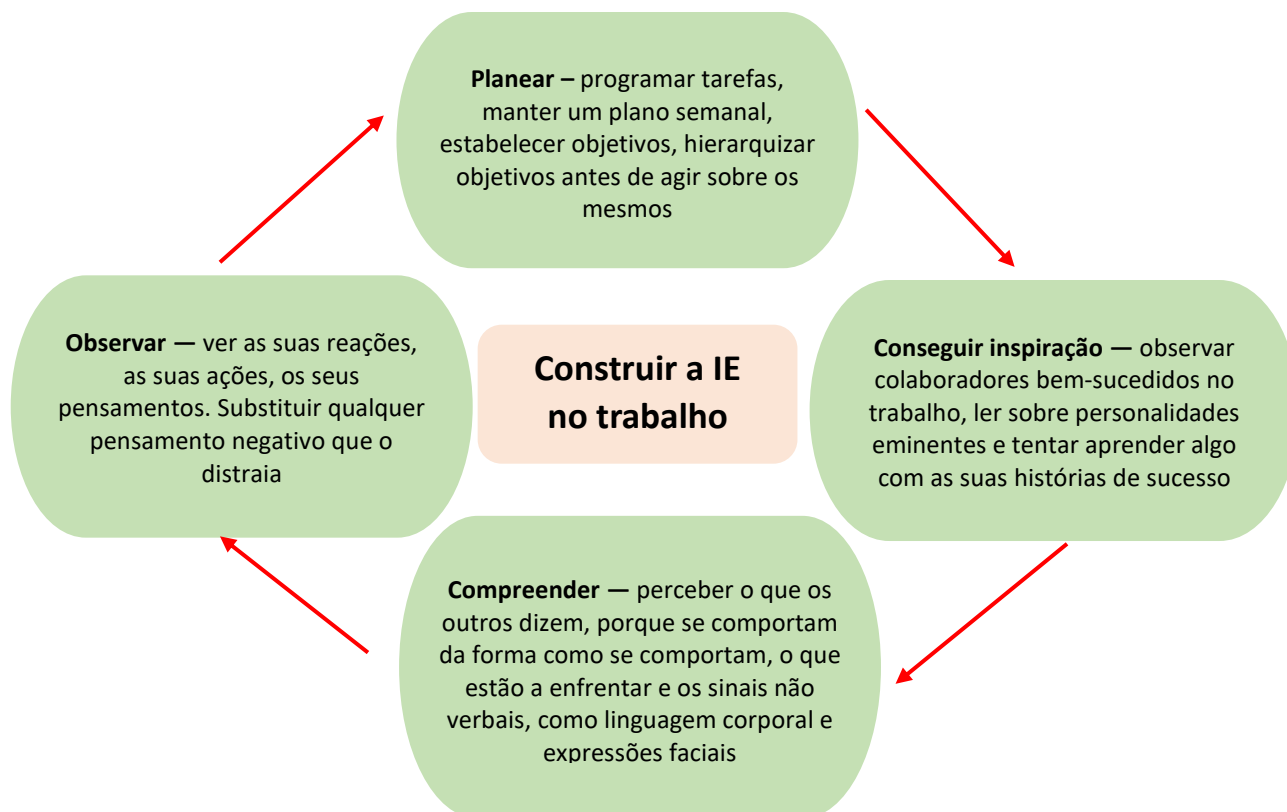 Planear – programar tarefas,
manter um plano semanal,
estabelecer objetivos, hierarquizar
objetivos antes de agir sobre os
mesmos
Observar — ver as suas reações,
as suas ações, os seus
pensamentos. Substituir qualquer
pensamento negativo que o
distraia
Construir a IE
no trabalho
Conseguir inspiração — observar
colaboradores bem-sucedidos no
trabalho, ler sobre personalidades
eminentes e tentar aprender algo
com as suas histórias de sucesso
Compreender — perceber o que os
outros dizem, porque se comportam
da forma como se comportam, o que
estão a enfrentar e os sinais não
verbais, como linguagem corporal e
expressões faciais